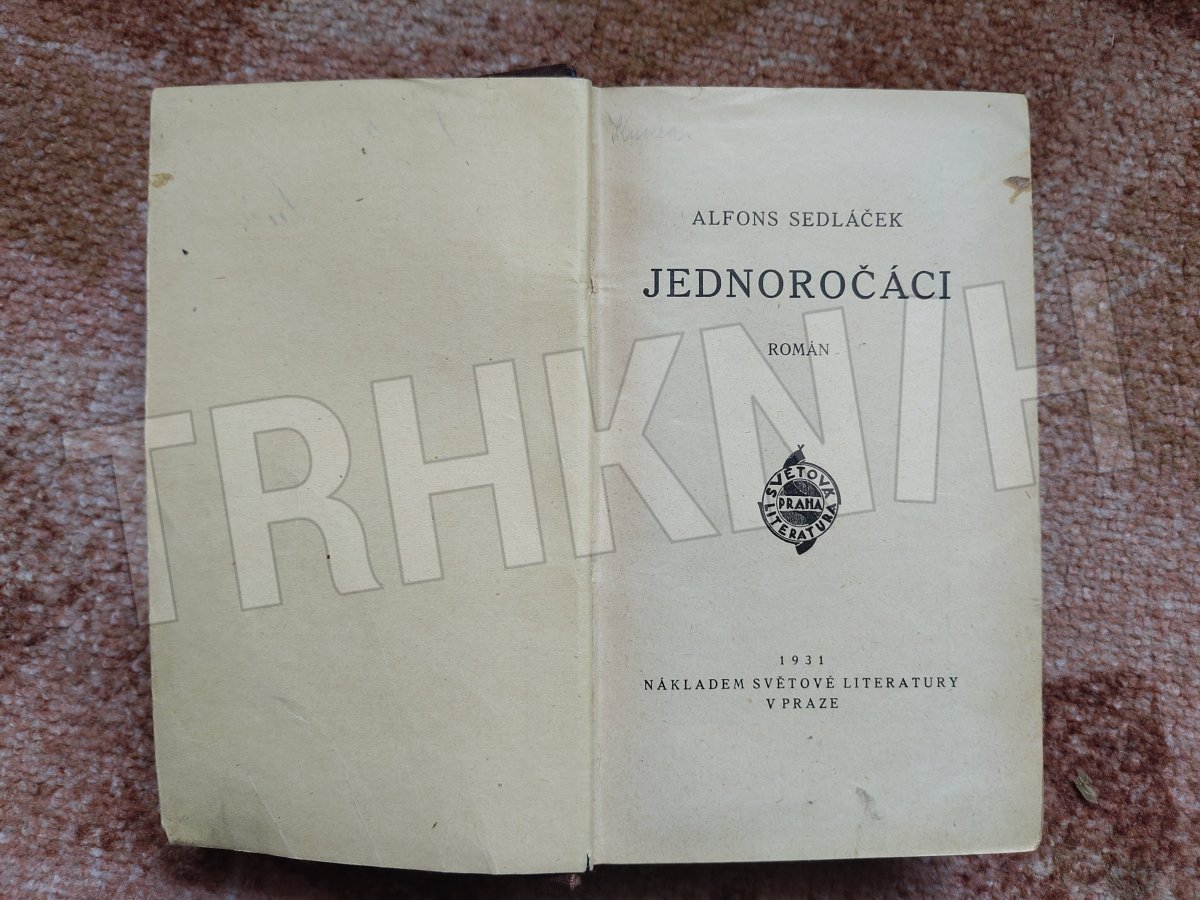 ALFONS SEDLÁČEK
JEDNOROČÁCI
ROMÁN
SVĚTOVÁ
PRAHA
LITERATURA
1931
NÁKLADEM SVĚTOVÉ LITERATURY
V PRAZE
TRHKNIH